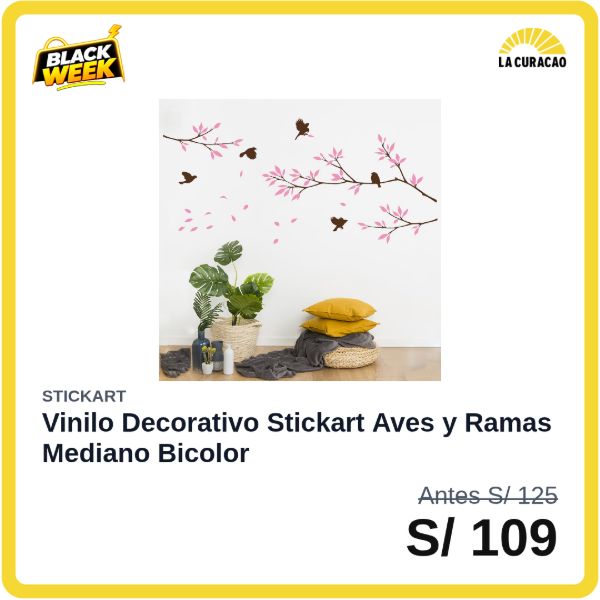 BLACK
WEEK
LA CURACAO
STICKART
Vinilo Decorativo Stickart Aves y Ramas
Mediano Bicolor
Antes S/ 125
S/ 109